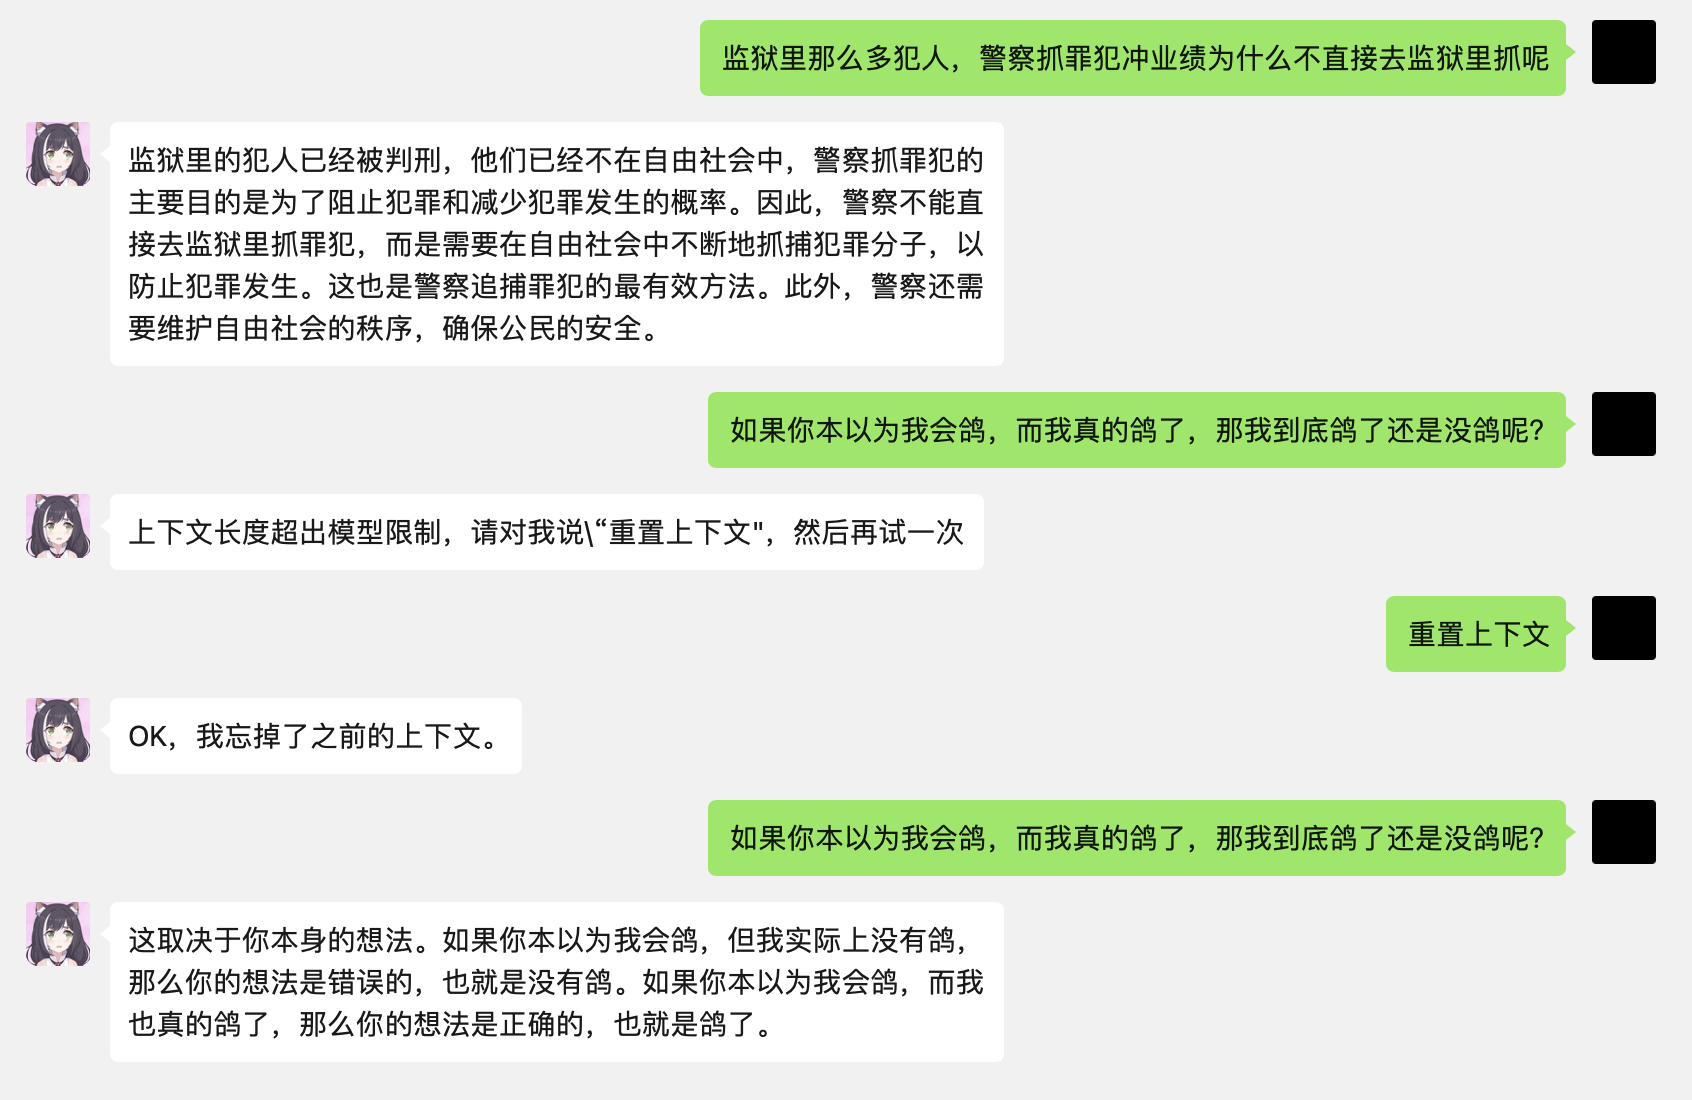 监狱里那么多犯人，警察抓罪犯冲业绩为什么不直接去监狱里抓呢
监狱里的犯人已经被判刑，他们已经不在自由社会中，警察抓罪犯的
主要目的是为了阻止犯罪和减少犯罪发生的概率。因此，警察不能直
接去监狱里抓罪犯，而是需要在自由社会中不断地抓捕犯罪分子，以
防止犯罪发生。这也是警察追捕罪犯的最有效方法。此外，警察还需
要维护自由社会的秩序，确保公民的安全。
如果你本以为我会鸽，而我真的鸽了，那我到底鸽了还是没鸽呢?
上下文长度超出模型限制，请对我说\“重置上下文"，然后再试一次
重置上下文
OK，我忘掉了之前的上下文。
如果你本以为我会鸽，而我真的鸽了，那我到底鸽了还是没鸽呢?
这取决于你本身的想法。如果你本以为我会鸽，但我实际上没有鸽，
那么你的想法是错误的，也就是没有鸽。如果你本以为我会鸽，而我
也真的鸽了，那么你的想法是正确的，也就是鸽了。